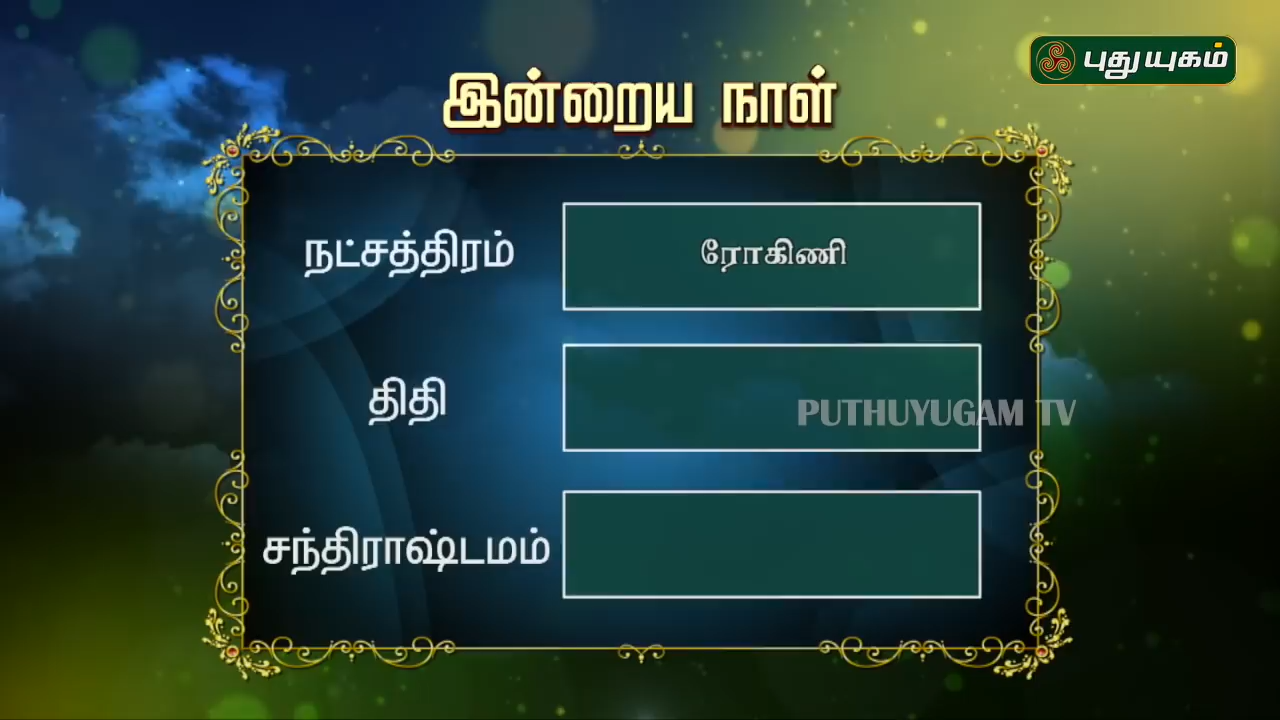 புதுயுகம்
இன்றைய நாள்
நட்சத்திரம் ரோகிணி
திதி
PUTHUYUGAM TV
சந்திராஷ்டமம்